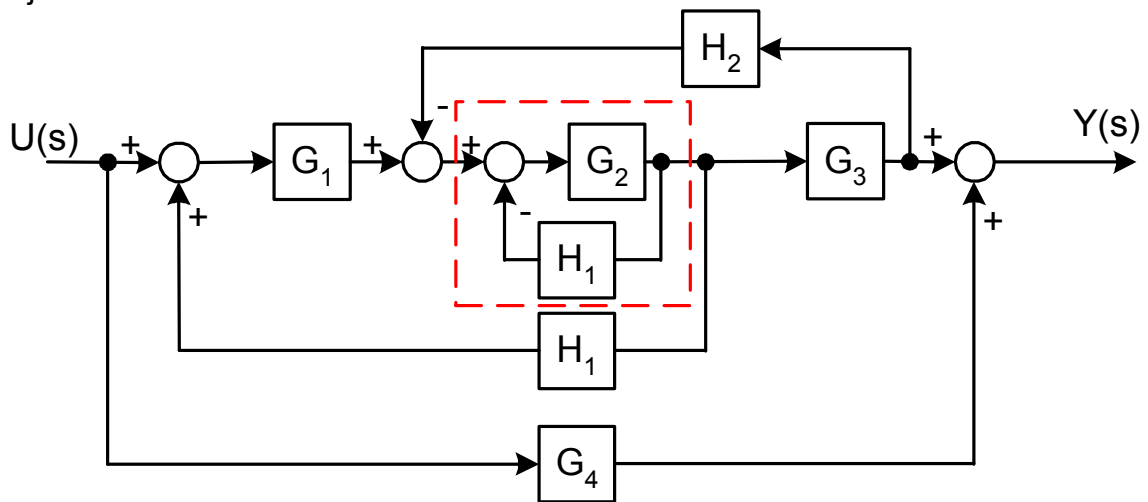 H2
U(s) + G1 + - + G2 G3 + Y(s)
+ - H1 +
H1
G4